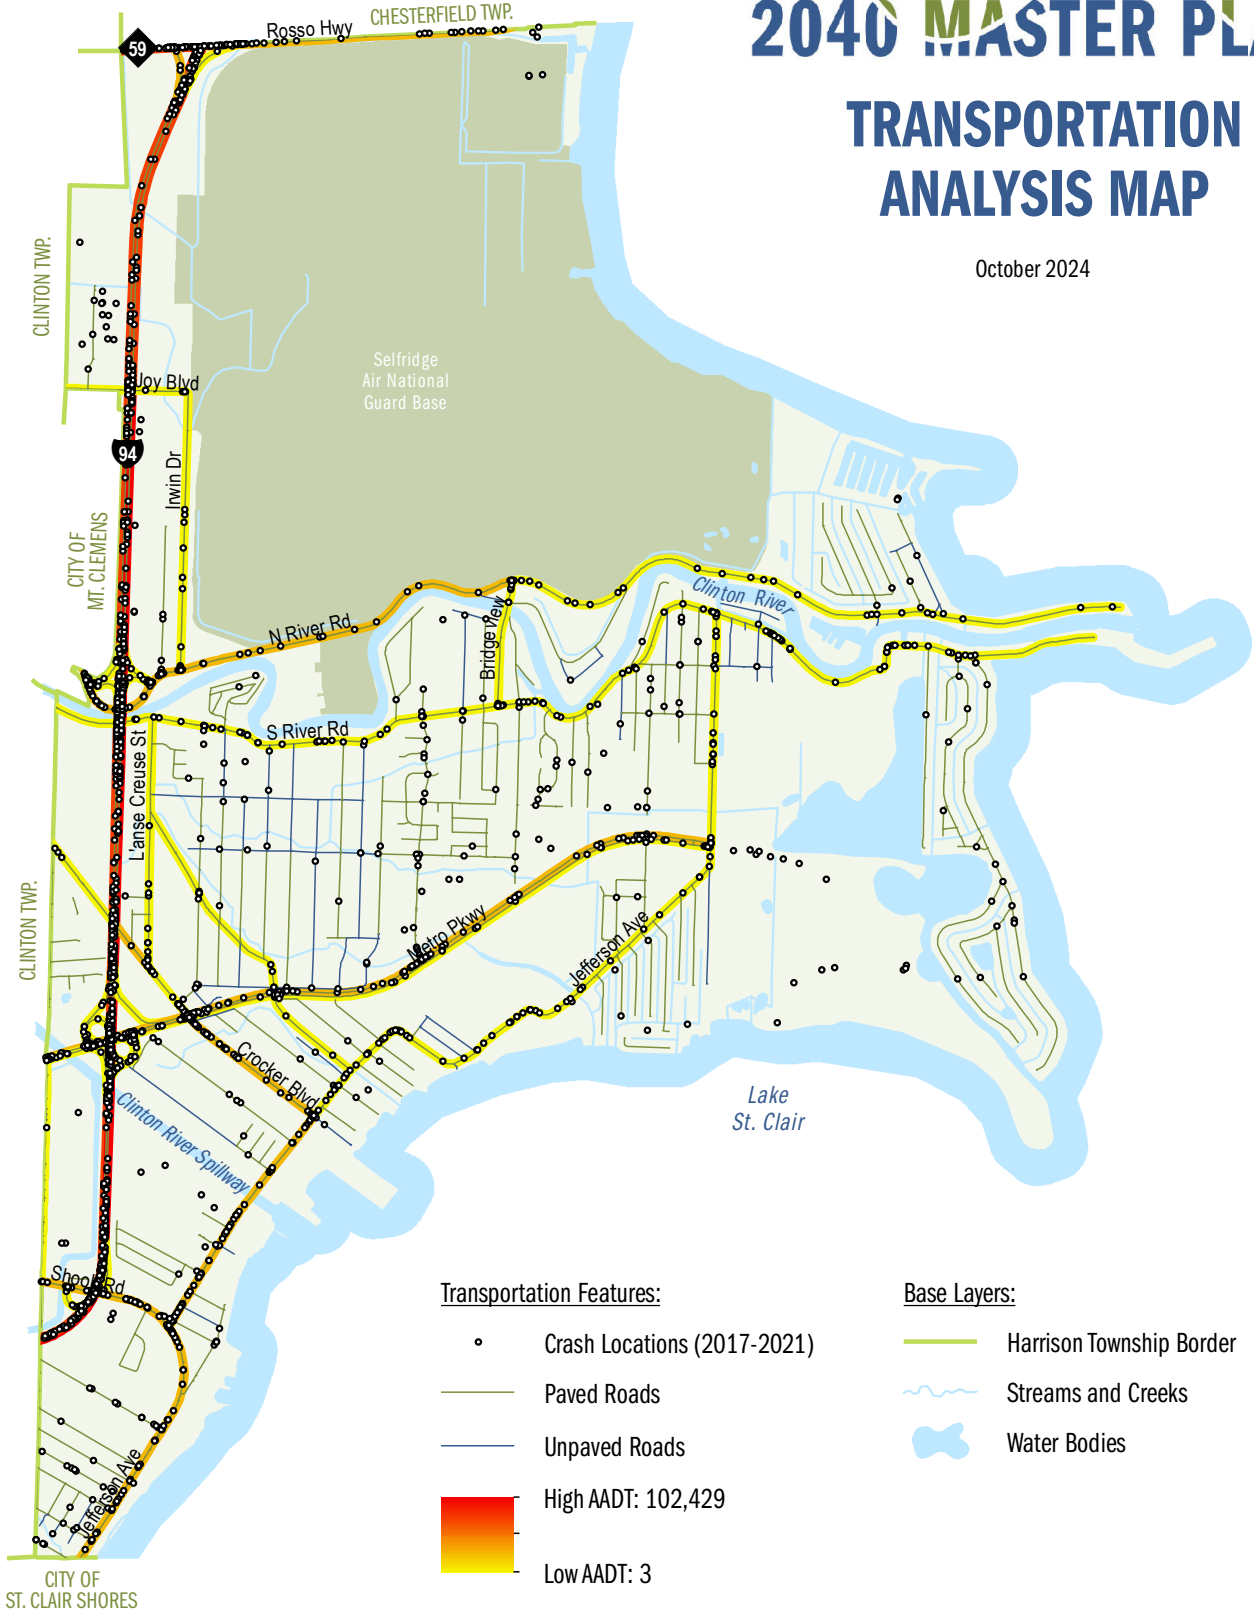 2040 MASTER PLA
TRANSPORTATION
ANALYSIS MAP
October 2024
CHESTERFIELD TWP.
Rosso Hwy
59
CLINTON TWP.
Selfridge
Air National
Guard Base
Joy Blvd
94
Irwin Dr
CITY OF
MT. CLEMENS
Clinton River
N River Rd
Bridge View
S River Rd
L'anse Creuse St
CLINTON TWP.
Metro Pkwy
Jefferson Ave
Crocker Blvd
Clinton River Spillway
Lake
St. Clair
Shook Rd
Jefferson Ave
CITY OF
ST. CLAIR SHORES
Transportation Features:
Crash Locations (2017-2021)
Paved Roads
Unpaved Roads
High AADT: 102,429
Low AADT: 3
Base Layers:
Harrison Township Border
Streams and Creeks
Water Bodies